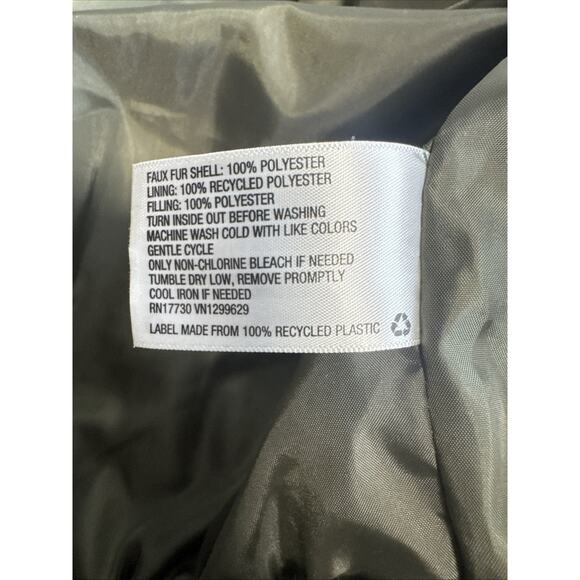 FAUX FUR SHELL: 100% POLYESTER
LINING: 100% RECYCLED POLYESTER
FILLING: 100% POLYESTER
TURN INSIDE OUT BEFORE WASHING
MACHINE WASH COLD WITH LIKE COLORS
GENTLE CYCLE
ONLY NON-CHLORINE BLEACH IF NEEDED
TUMBLE DRY LOW, REMOVE PROMPTLY
COOL IRON IF NEEDED
RN17730 VN1299629
LABEL MADE FROM 100% RECYCLED PLASTIC